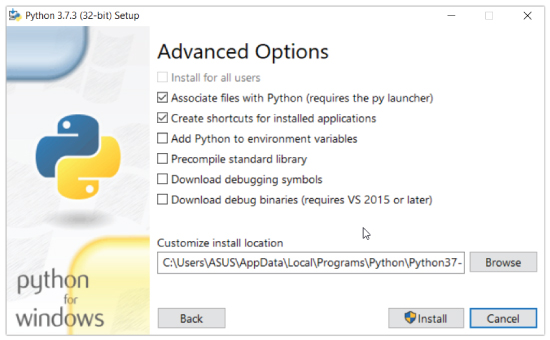 Python 3.7.3 (32-bit) Setup
Advanced Options
Install for all users
Associate files with Python (requires the py launcher)
Create shortcuts for installed applications
Add Python to environment variables
Precompile standard library
Download debugging symbols
Download debug binaries (requires VS 2015 or later)
Customize install location
C:\Users\ASUS\AppData\Local\Programs\Python\Python37-
Browse
python
for
windows
Back
Install
Cancel